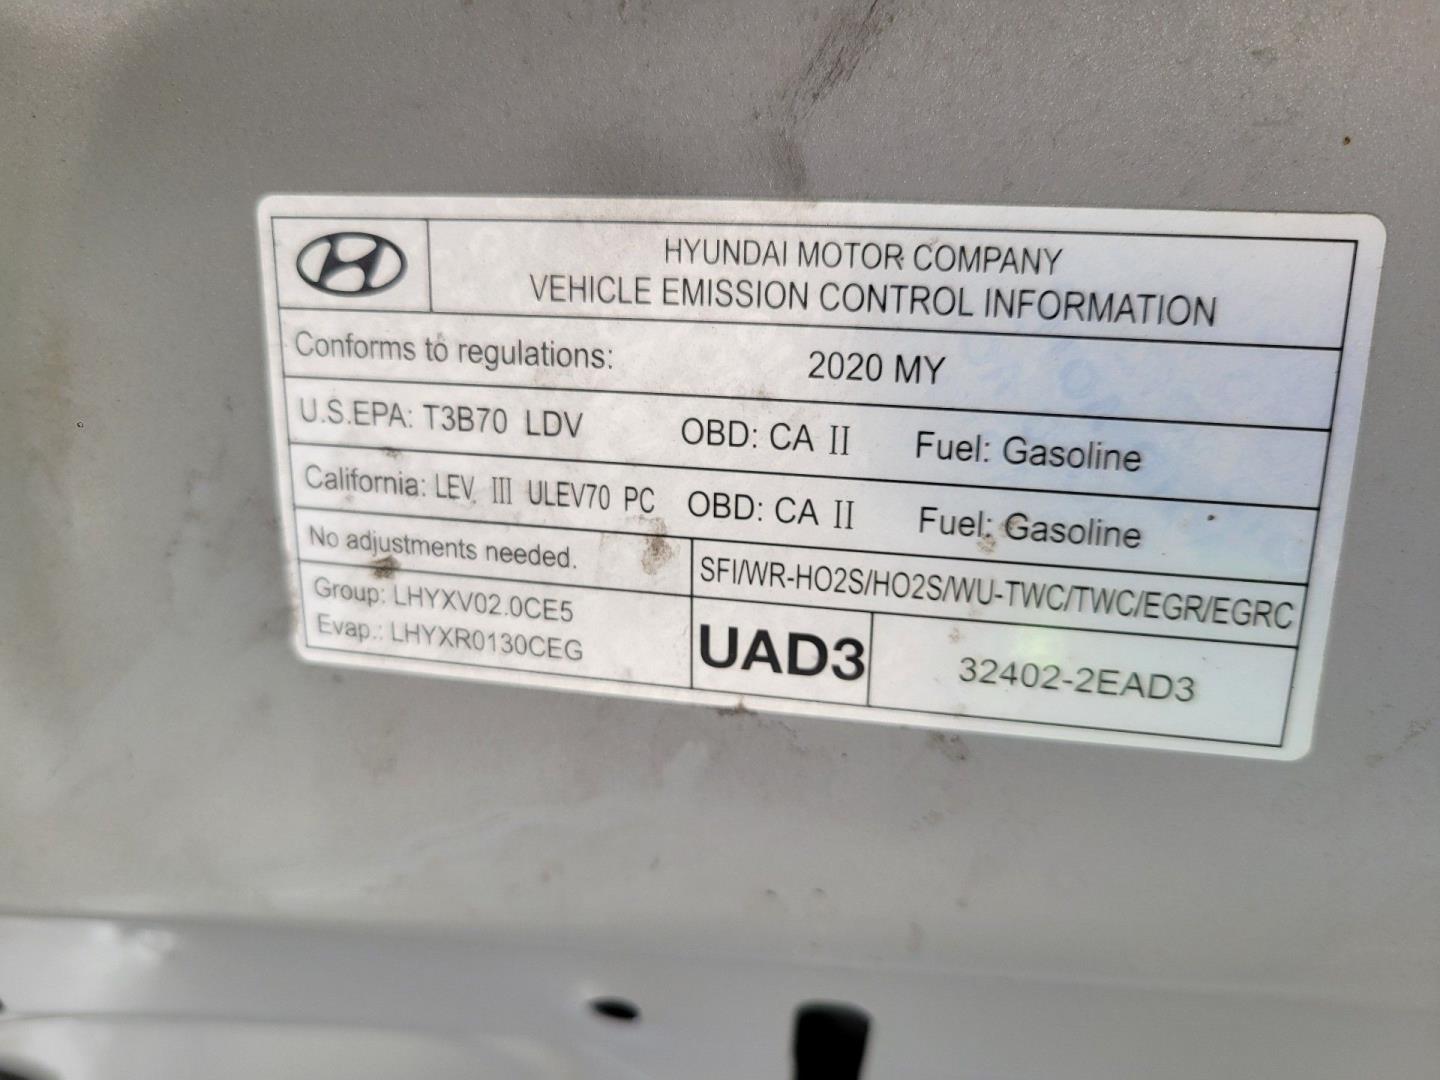 HYUNDAI MOTOR COMPANY
VEHICLE EMISSION CONTROL INFORMATION
Conforms to regulations: 2020 MY
U.S.EPA: T3B70 LDV OBD: CA II Fuel: Gasoline
California: LEV III ULEV70 PC OBD: CA II Fuel: Gasoline
No adjustments needed.
SFI/WR-HO2S/HO2S/WU-TWC/TWC/EGR/EGRC
Group: LHYXV02.0CE5
Evap.: LHYXR0130CEG
UAD3
32402-2EAD3